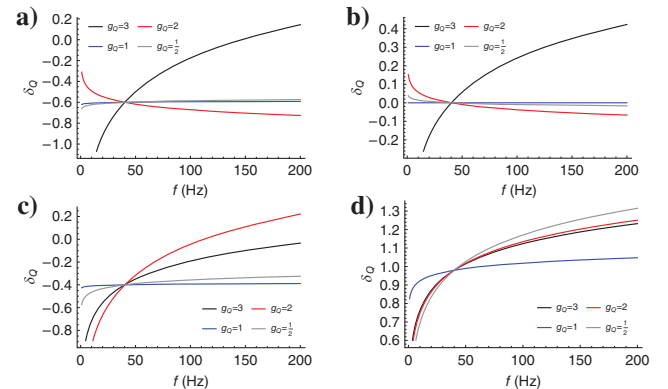 a)
0.2
0.0
−0.2
−0.4
−0.6
−0.8
−1.0
δQ
gQ=3 gQ=2
gQ=1 gQ=1/2
0 50 100 150 200
f (Hz)
b)
0.4
0.3
0.2
0.1
0.0
−0.1
−0.2
δQ
gQ=3 gQ=2
gQ=1 gQ=1/2
0 50 100 150 200
f (Hz)
c)
0.2
0.0
−0.2
−0.4
−0.6
−0.8
δQ
gQ=3 gQ=2
gQ=1 gQ=1/2
0 50 100 150 200
f (Hz)
d)
1.3
1.2
1.1
1.0
0.9
0.8
0.7
0.6
δQ
gQ=3 gQ=2
gQ=1 gQ=1/2
0 50 100 150 200
f (Hz)